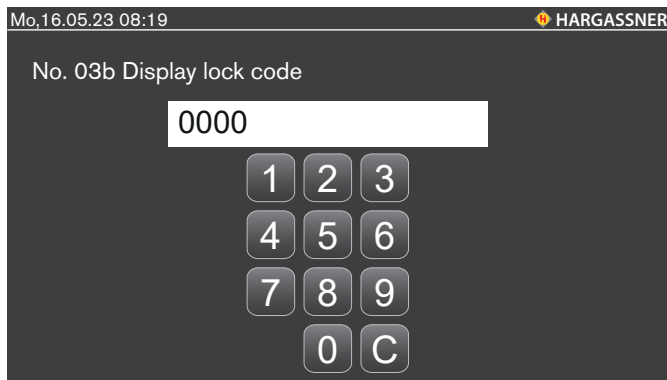 Mo,16.05.23 08:19 HARGASSNER
No. 03b Display lock code
0000
1 2 3
4 5 6
7 8 9
0 C